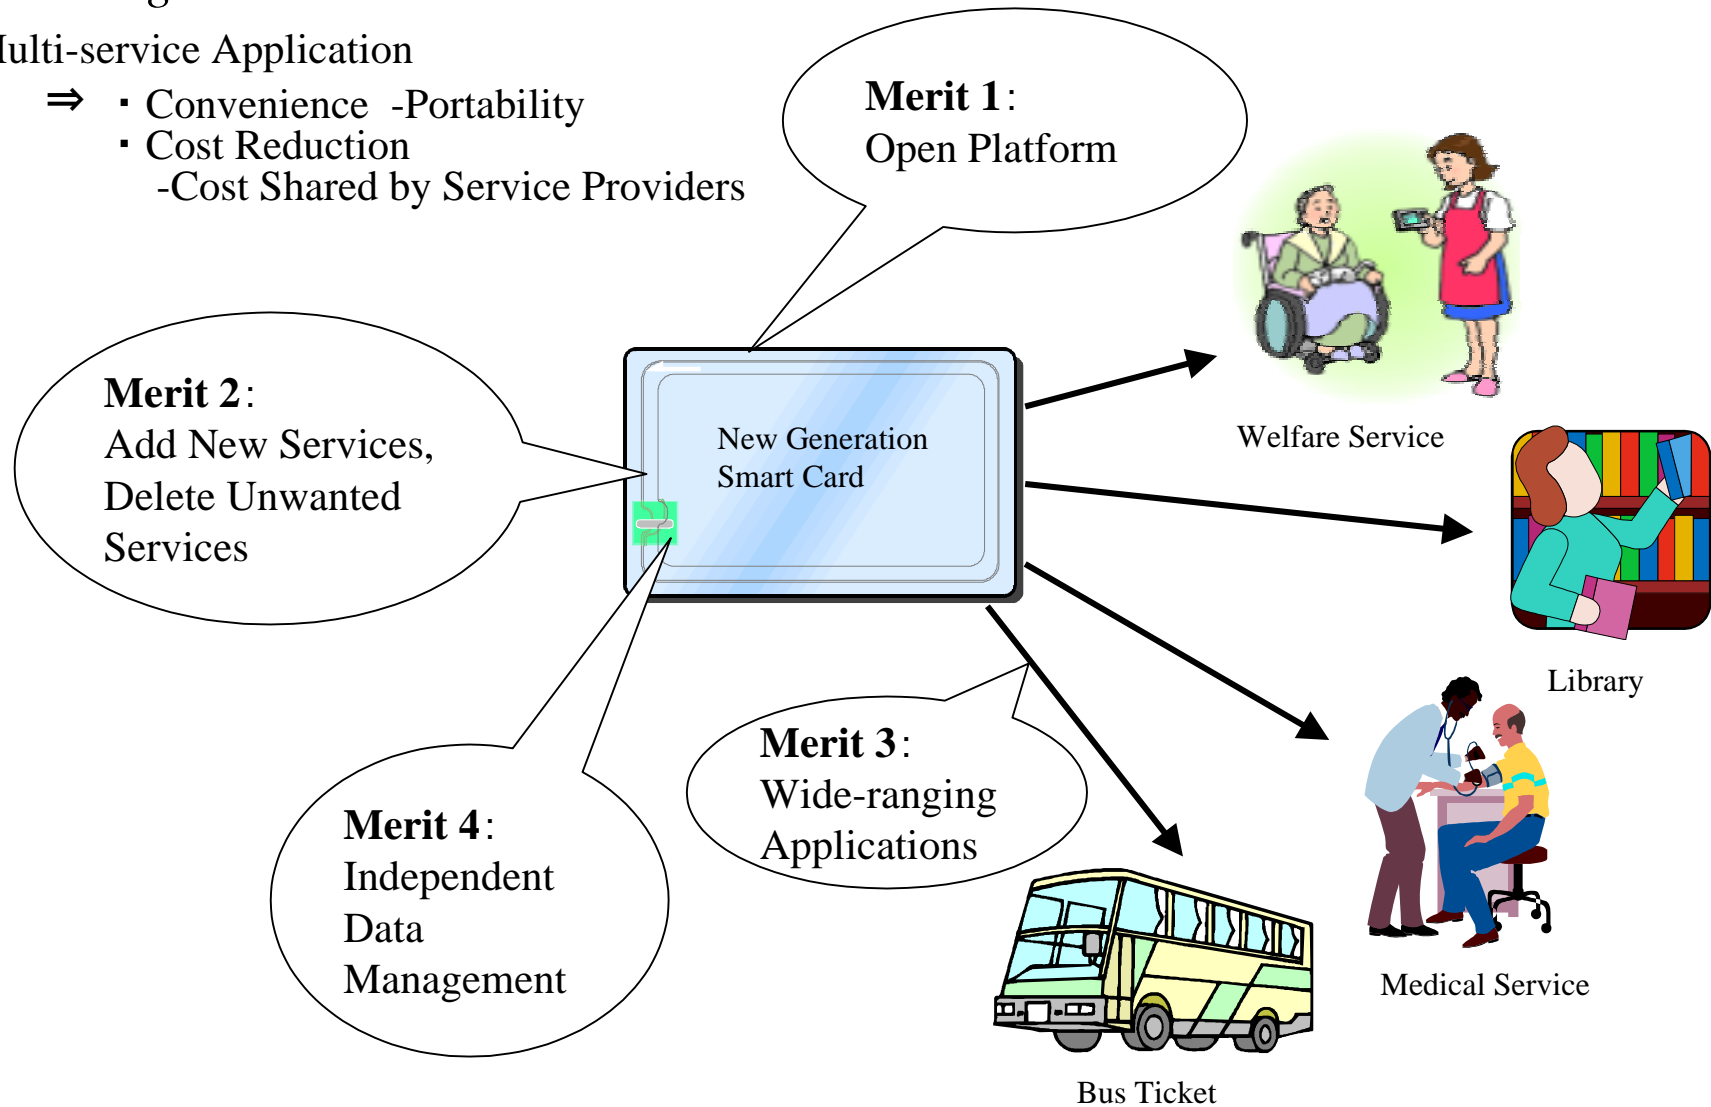 ulti-service Application
⇒ ・Convenience -Portability
・Cost Reduction
-Cost Shared by Service Providers
Merit 1:
Open Platform
Merit 2:
Add New Services,
Delete Unwanted
Services
New Generation
Smart Card
Welfare Service
Library
Merit 3:
Wide-ranging
Applications
Merit 4:
Independent
Data
Management
Medical Service
Bus Ticket